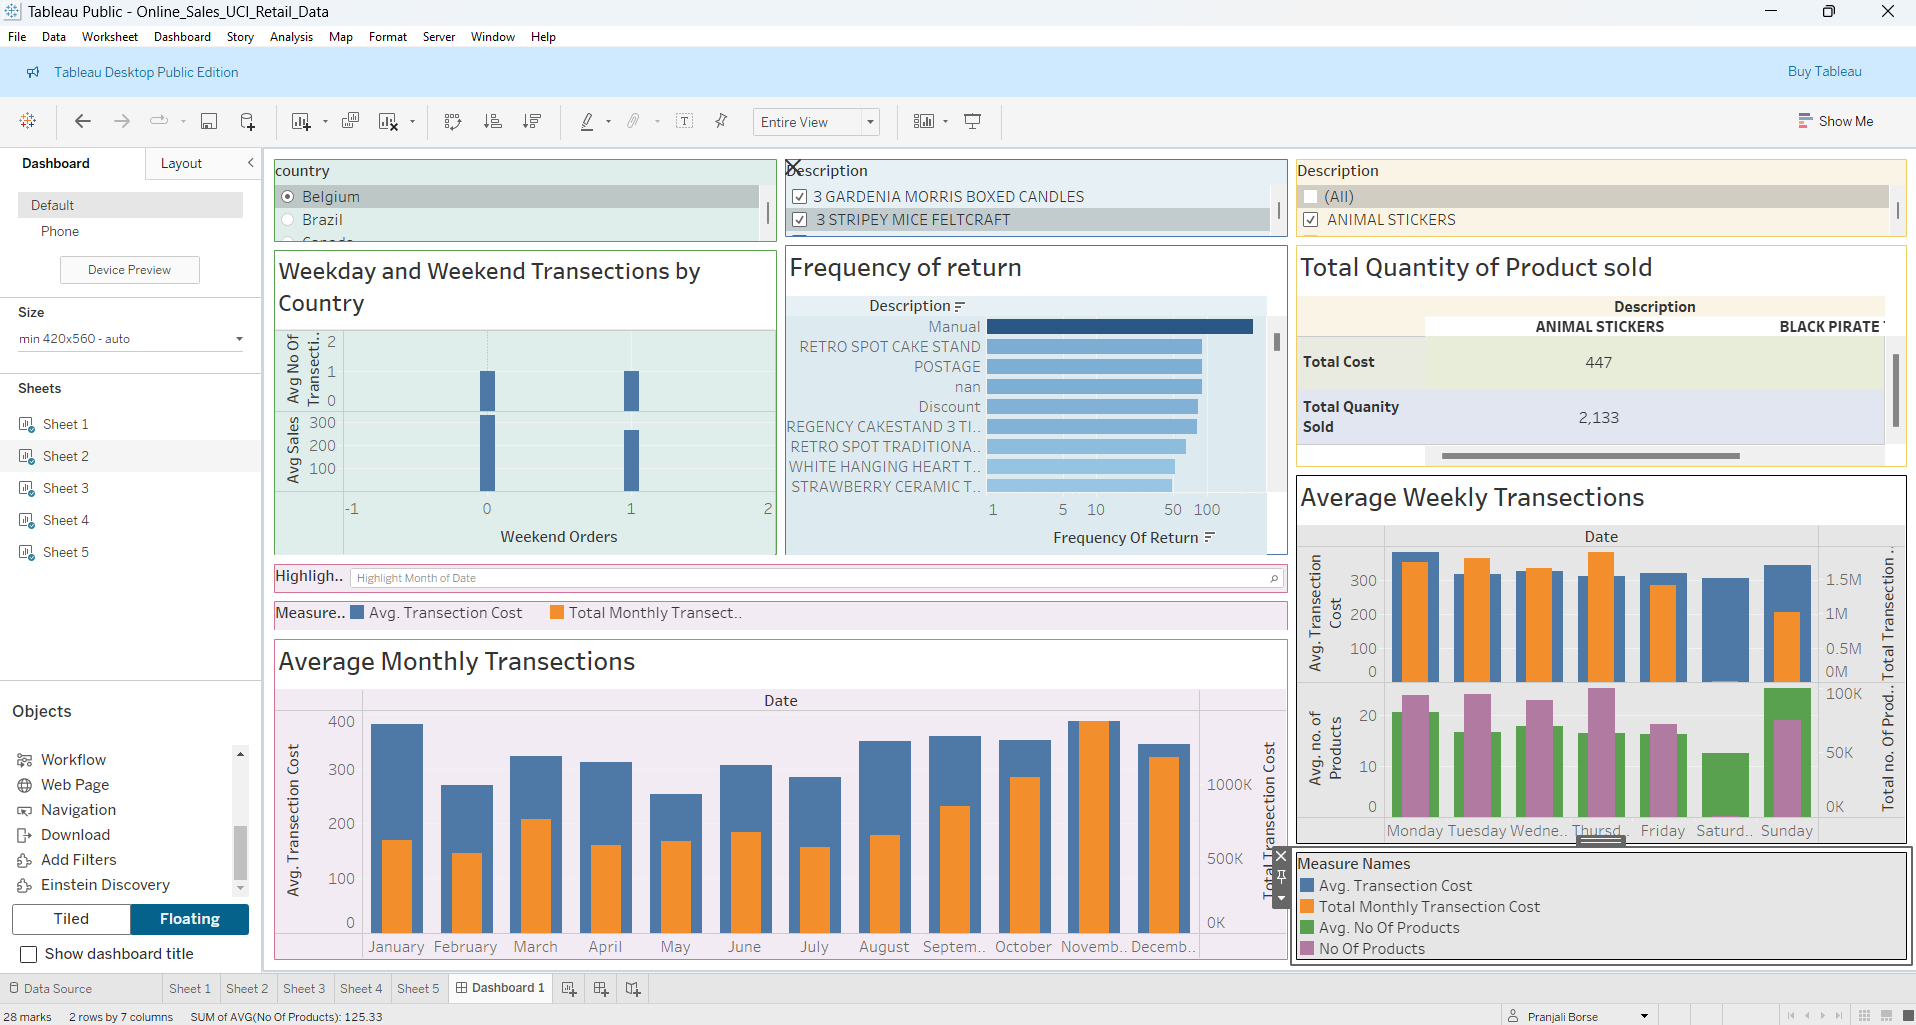 Tableau Public - Online_Sales_UCI_Retail_Data
File Data Worksheet Dashboard Story Analysis Map Format Server Window Help
Tableau Desktop Public Edition
Buy Tableau
Entire View
Show Me
Dashboard Layout
Default
Phone
Device Preview
Size
min 420x560 - auto
Sheets
Sheet 1
Sheet 2
Sheet 3
Sheet 4
Sheet 5
Objects
Workflow
Web Page
Navigation
Download
Add Filters
Einstein Discovery
Tiled Floating
Show dashboard title
country
Belgium
Brazil
Weekday and Weekend Transections by
Country
Avg No Of
Transecti..
2
1
0
Avg Sales
300
200
100
-1 0 1 2
Weekend Orders
Description
3 GARDENIA MORRIS BOXED CANDLES
3 STRIPEY MICE FELTCRAFT
Frequency of return
Description
Manual
RETRO SPOT CAKE STAND
POSTAGE
nan
Discount
REGENCY CAKESTAND 3 TI..
RETRO SPOT TRADITIONA..
WHITE HANGING HEART T..
STRAWBERRY CERAMIC T..
1 5 10 50 100
Frequency Of Return
Description
(All)
ANIMAL STICKERS
Total Quantity of Product sold
Description
ANIMAL STICKERS BLACK PIRATE
Total Cost 447
Total Quanity
Sold
2,133
Highligh.. Highlight Month of Date
Measure.. Avg. Transection Cost Total Monthly Transect..
Average Monthly Transections
Date
Avg. Transection Cost
400
300
200
100
0
1000K
500K
0K
Total Transection Cost
January February March April May June July August Septem.. October Novemb.. Decemb..
Average Weekly Transections
Date
Avg. Transection
Cost
300
200
100
0
1.5M
1M
0.5M
0M
Total Transection ..
Avg. no. of
Products
20
10
0
100K
50K
0K
Total no. Of Prod..
Monday Tuesday Wedne.. Thursd.. Friday Saturd.. Sunday
Measure Names
Avg. Transection Cost
Total Monthly Transection Cost
Avg. No Of Products
No Of Products
Data Source Sheet 1 Sheet 2 Sheet 3 Sheet 4 Sheet 5 Dashboard 1
28 marks 2 rows by 7 columns SUM of AVG(No Of Products): 125.33
Pranjali Borse